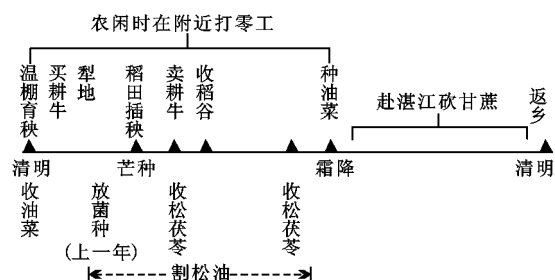 农闲时在附近打零工
温棚育秧
买耕牛
犁地
稻田插秧
卖耕牛
收稻谷
种油菜
赴湛江砍甘蔗
返乡
清明
芒种
霜降
清明
收油菜
放菌种
(上一年)
收松茯苓
收松茯苓
割松油